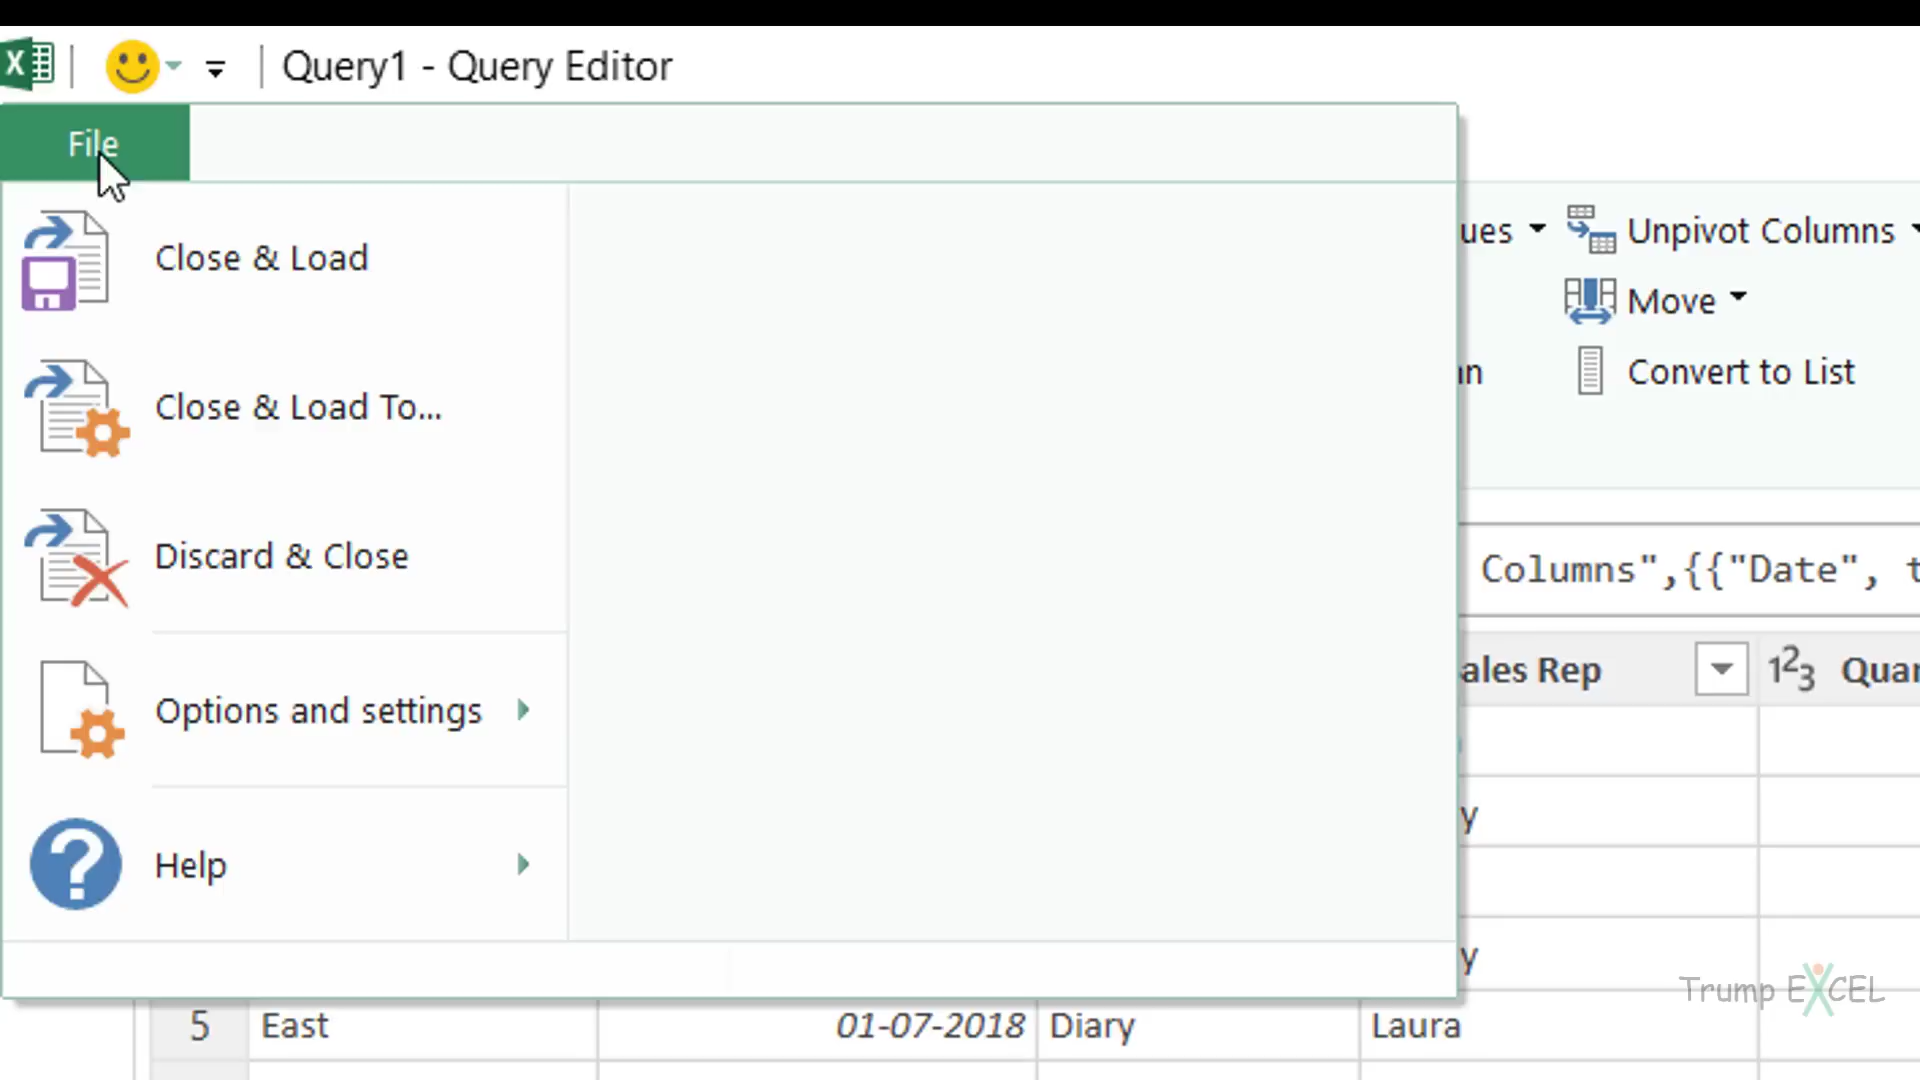 Query1 - Query Editor
File
Close & Load
Close & Load To...
Discard & Close
Options and settings
Help
ues
Unpivot Columns
Move
Convert to List
Columns",{{"Date", t
ales Rep
123
Quan
y
y
5 East 01-07-2018 Diary Laura
Trump EXCEL